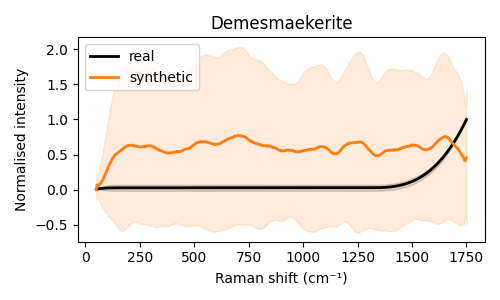 Demesmaekerite
real
synthetic
Normalised intensity
2.0
1.5
1.0
0.5
0.0
−0.5
0
250
500
750
1000
1250
1500
1750
Raman shift (cm⁻¹)